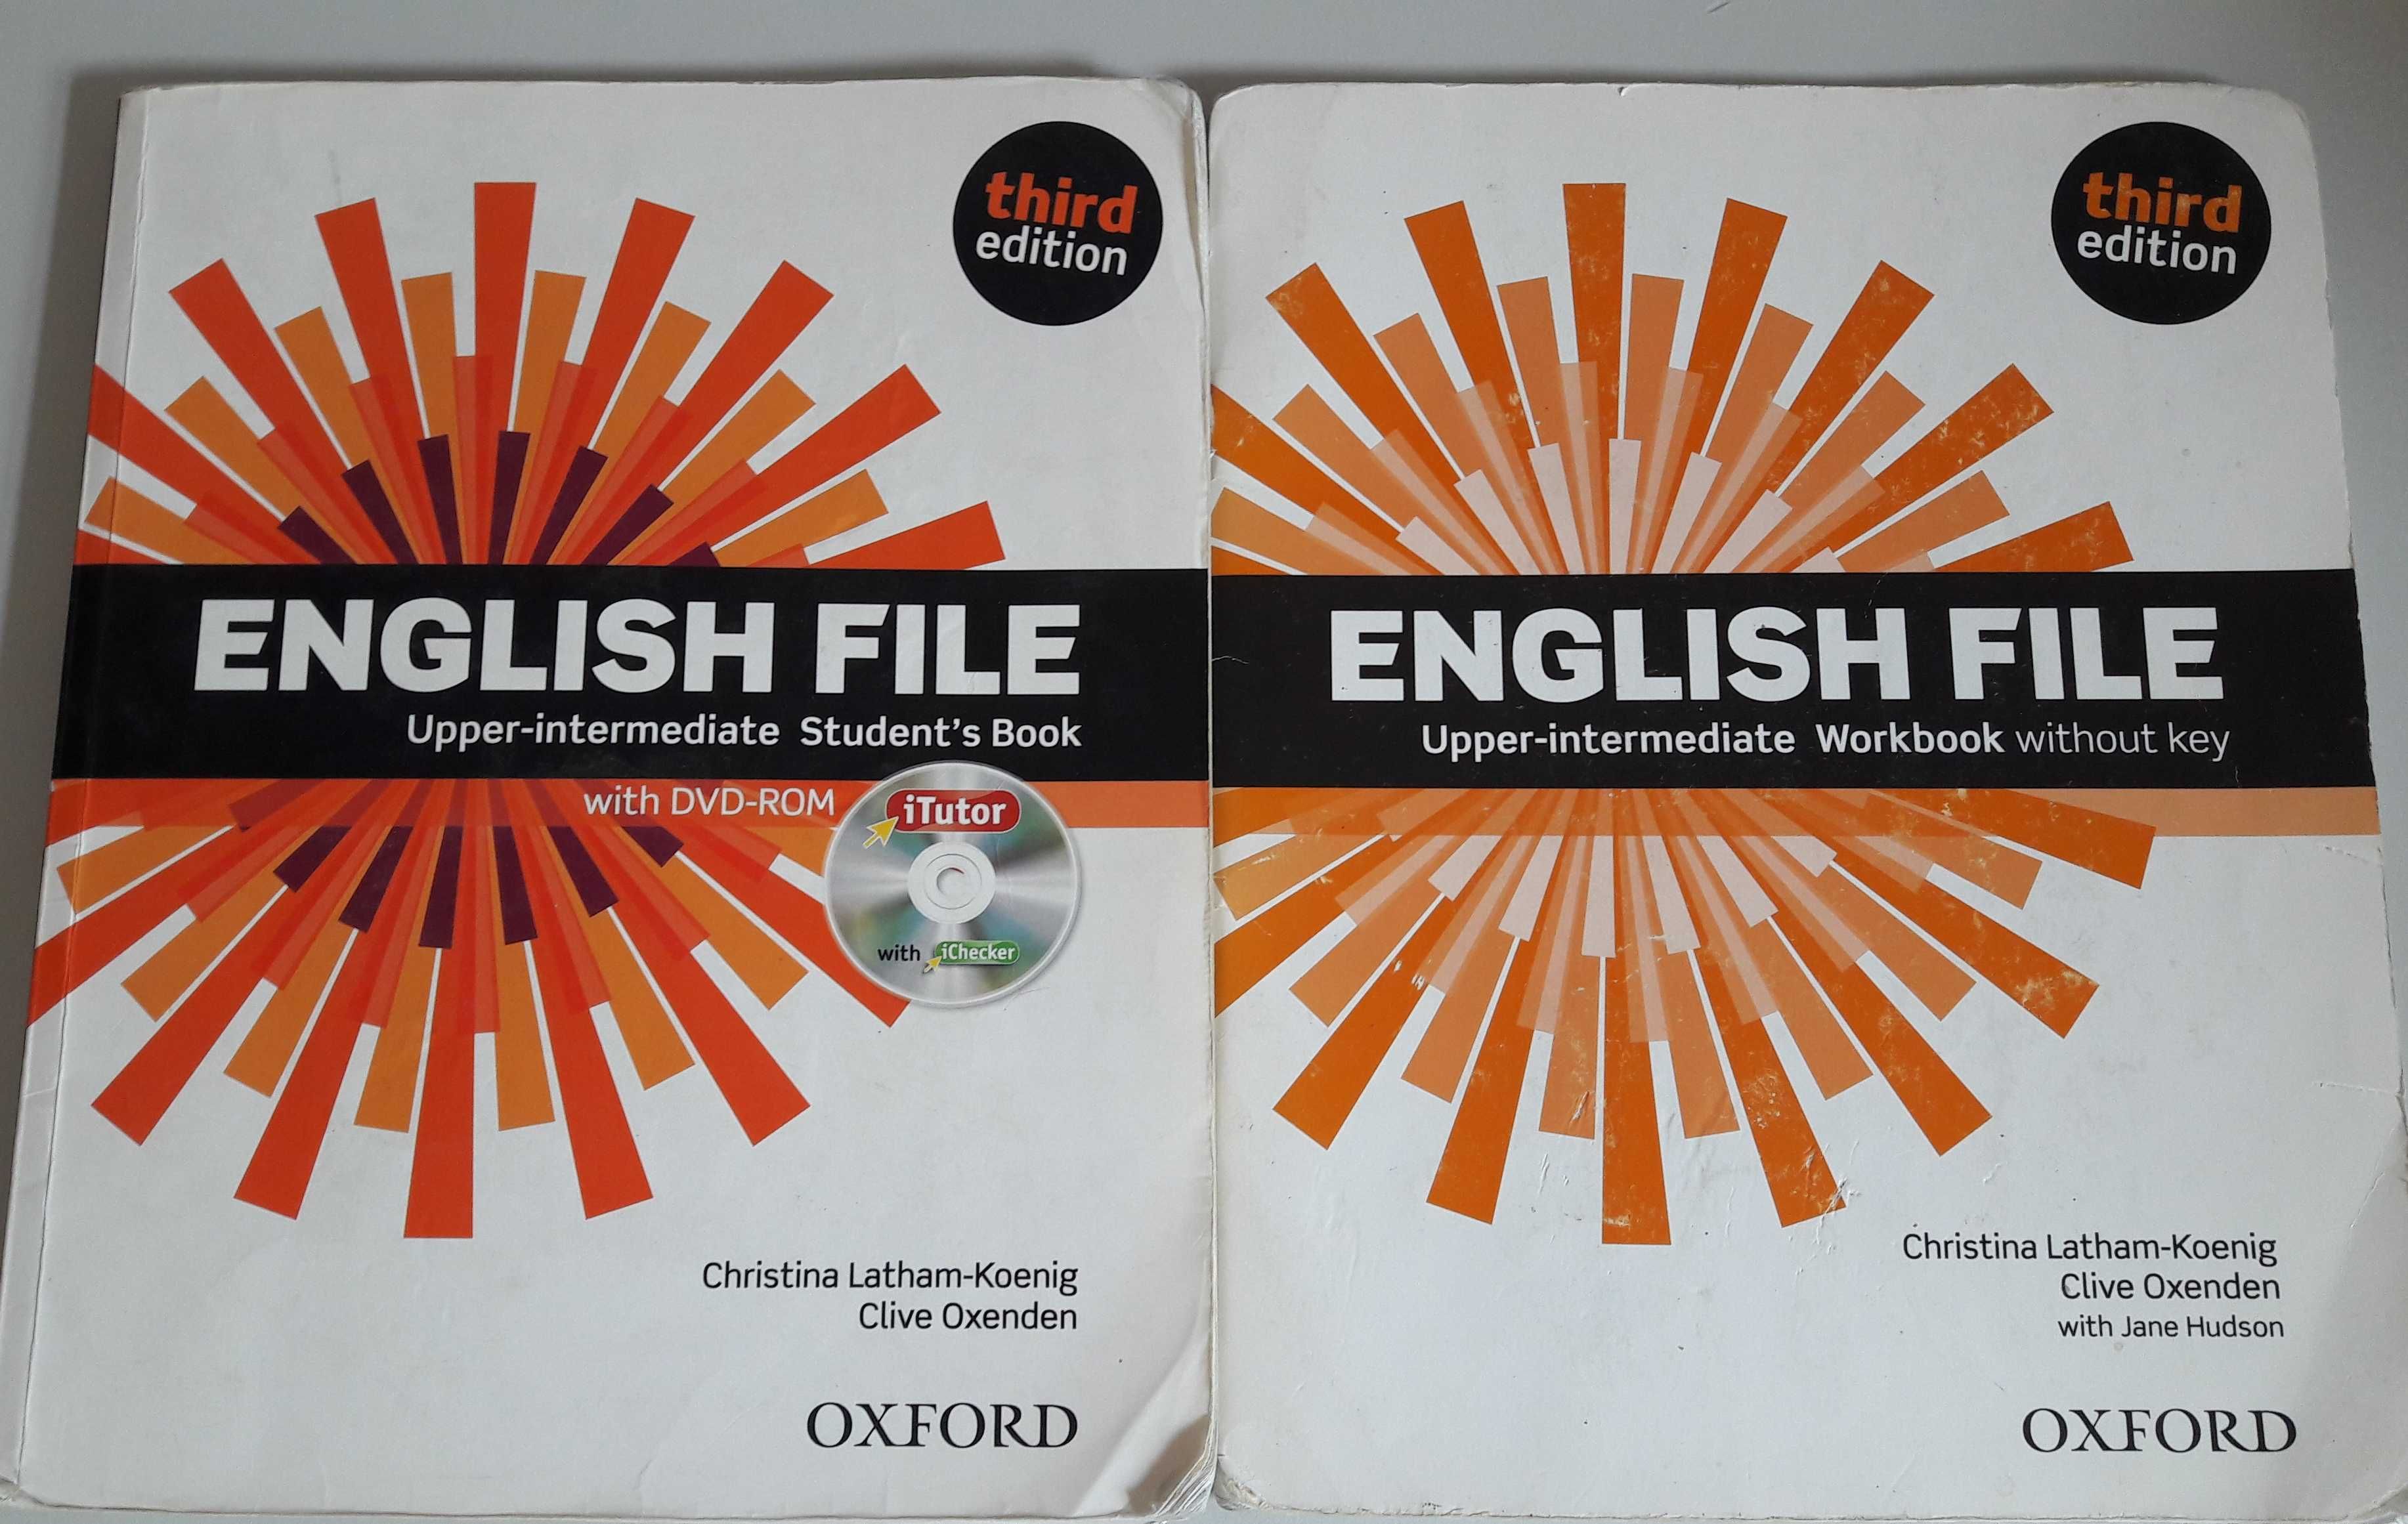 third
edition
ENGLISH FILE
Upper-intermediate Student's Book
with DVD-ROM
iTutor
with iChecker
Christina Latham-Koenig
Clive Oxenden
OXFORD
third
edition
ENGLISH FILE
Upper-intermediate Workbook without key
Christina Latham-Koenig
Clive Oxenden
with Jane Hudson
OXFORD